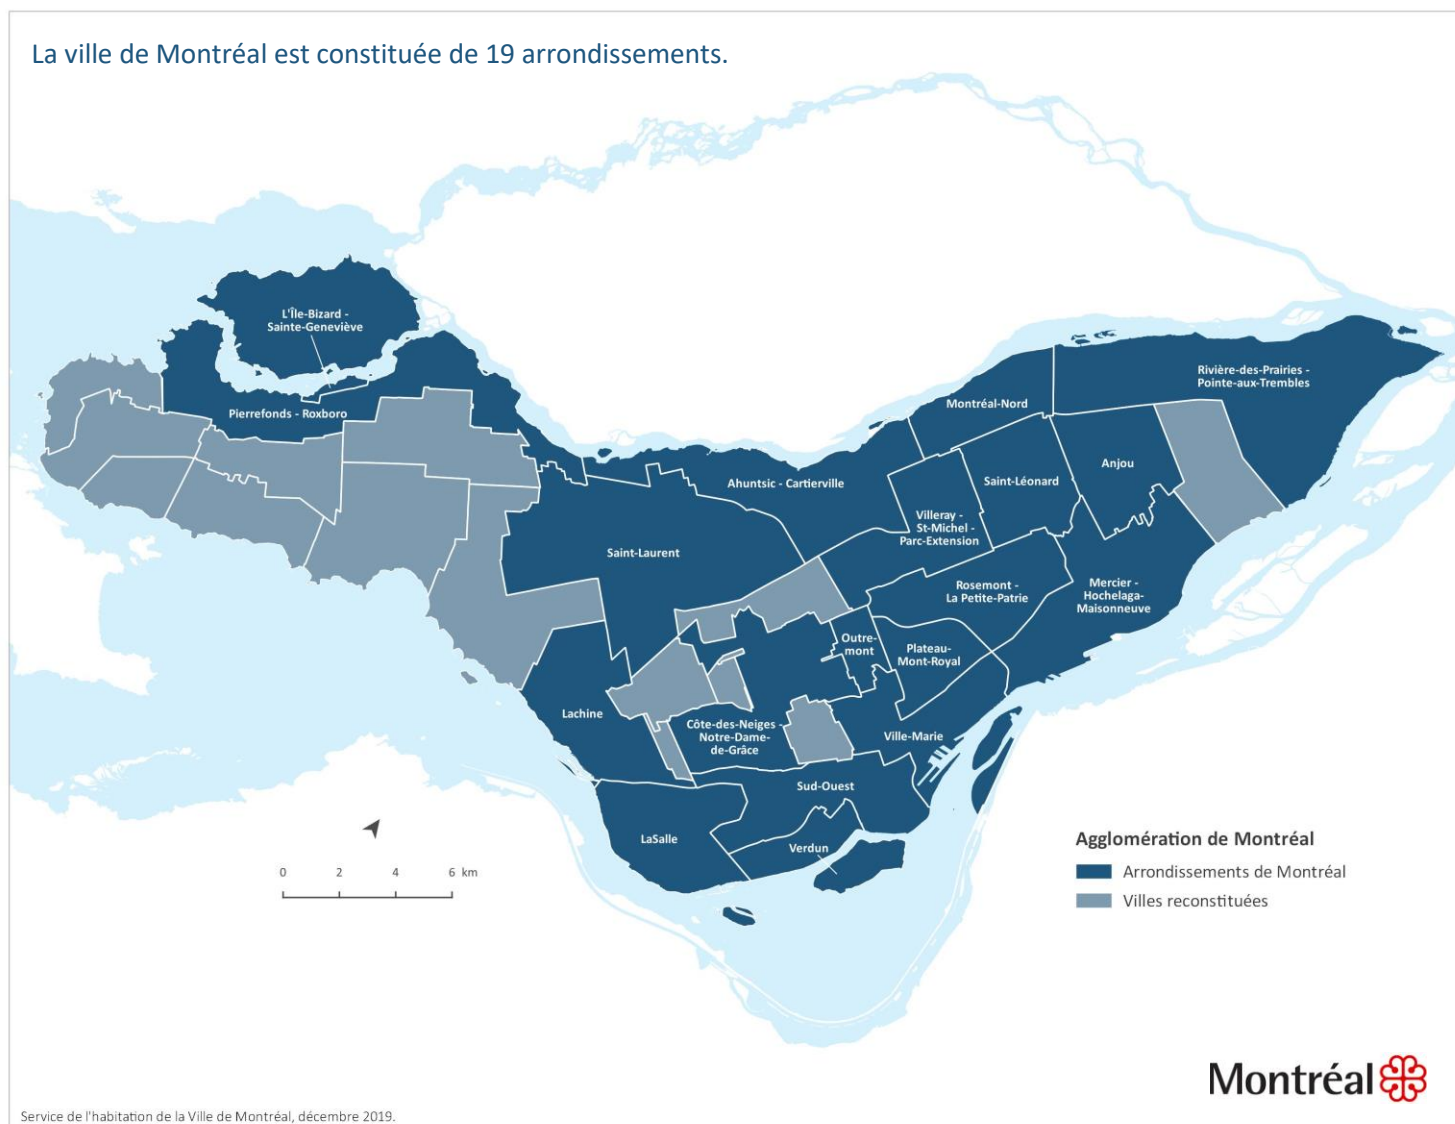 La ville de Montréal est constituée de 19 arrondissements.
L'Île-Bizard -
Sainte-Geneviève
Pierrefonds - Roxboro
Rivière-des-Prairies -
Pointe-aux-Trembles
Montréal-Nord
Anjou
Saint-Léonard
Ahuntsic - Cartierville
Villeray -
St-Michel -
Parc-Extension
Saint-Laurent
Rosemont -
La Petite-Patrie
Mercier -
Hochelaga-
Maisonneuve
Outre-
mont
Plateau-
Mont-Royal
Lachine
Côte-des-Neiges -
Notre-Dame-
de-Grâce
Ville-Marie
Sud-Ouest
LaSalle
Verdun
0 2 4 6 km
Agglomération de Montréal
Arrondissements de Montréal
Villes reconstituées
Montréal
Service de l'habitation de la Ville de Montréal, décembre 2019.